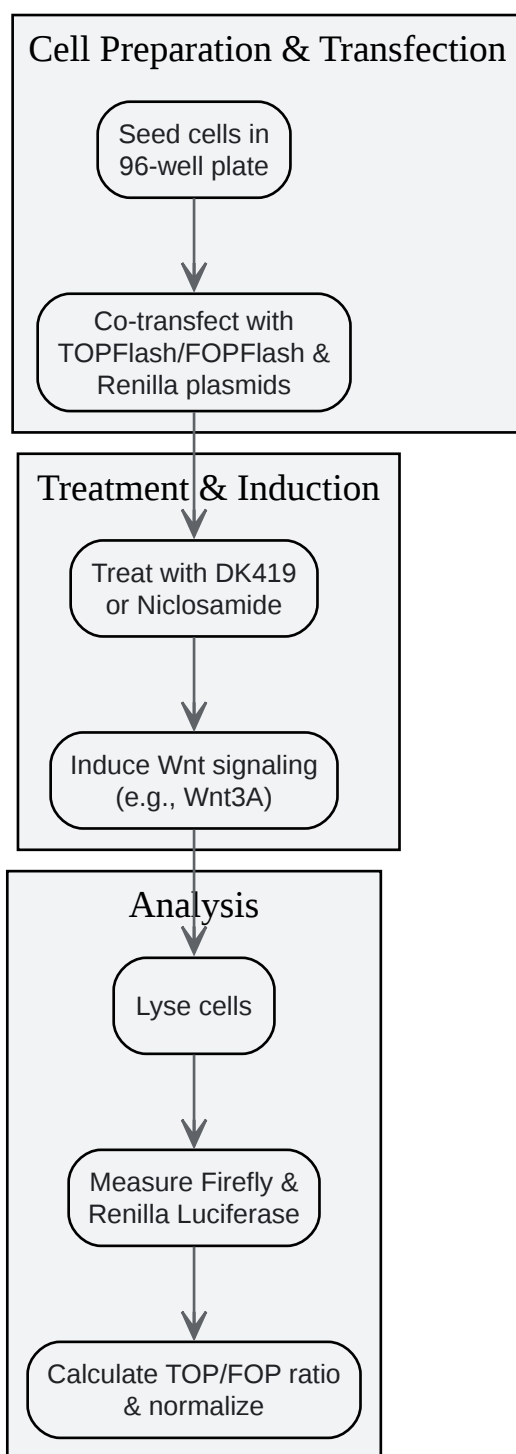 Cell Preparation & Transfection
Seed cells in
96-well plate
Co-transfect with
TOPFlash/FOPFlash &
Renilla plasmids
Treatment & Induction
Treat with DK419
or Niclosamide
Induce Wnt signaling
(e.g., Wnt3A)
Analysis
Lyse cells
Measure Firefly &
Renilla Luciferase
Calculate TOP/FOP ratio
& normalize